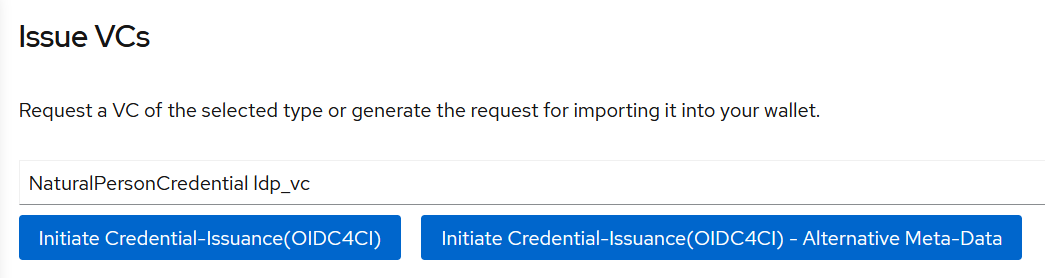 Issue VCs
Request a VC of the selected type or generate the request for importing it into your wallet.
NaturalPersonCredential ldp_vc
Initiate Credential-Issuance(OIDC4CI)
Initiate Credential-Issuance(OIDC4CI) - Alternative Meta-Data